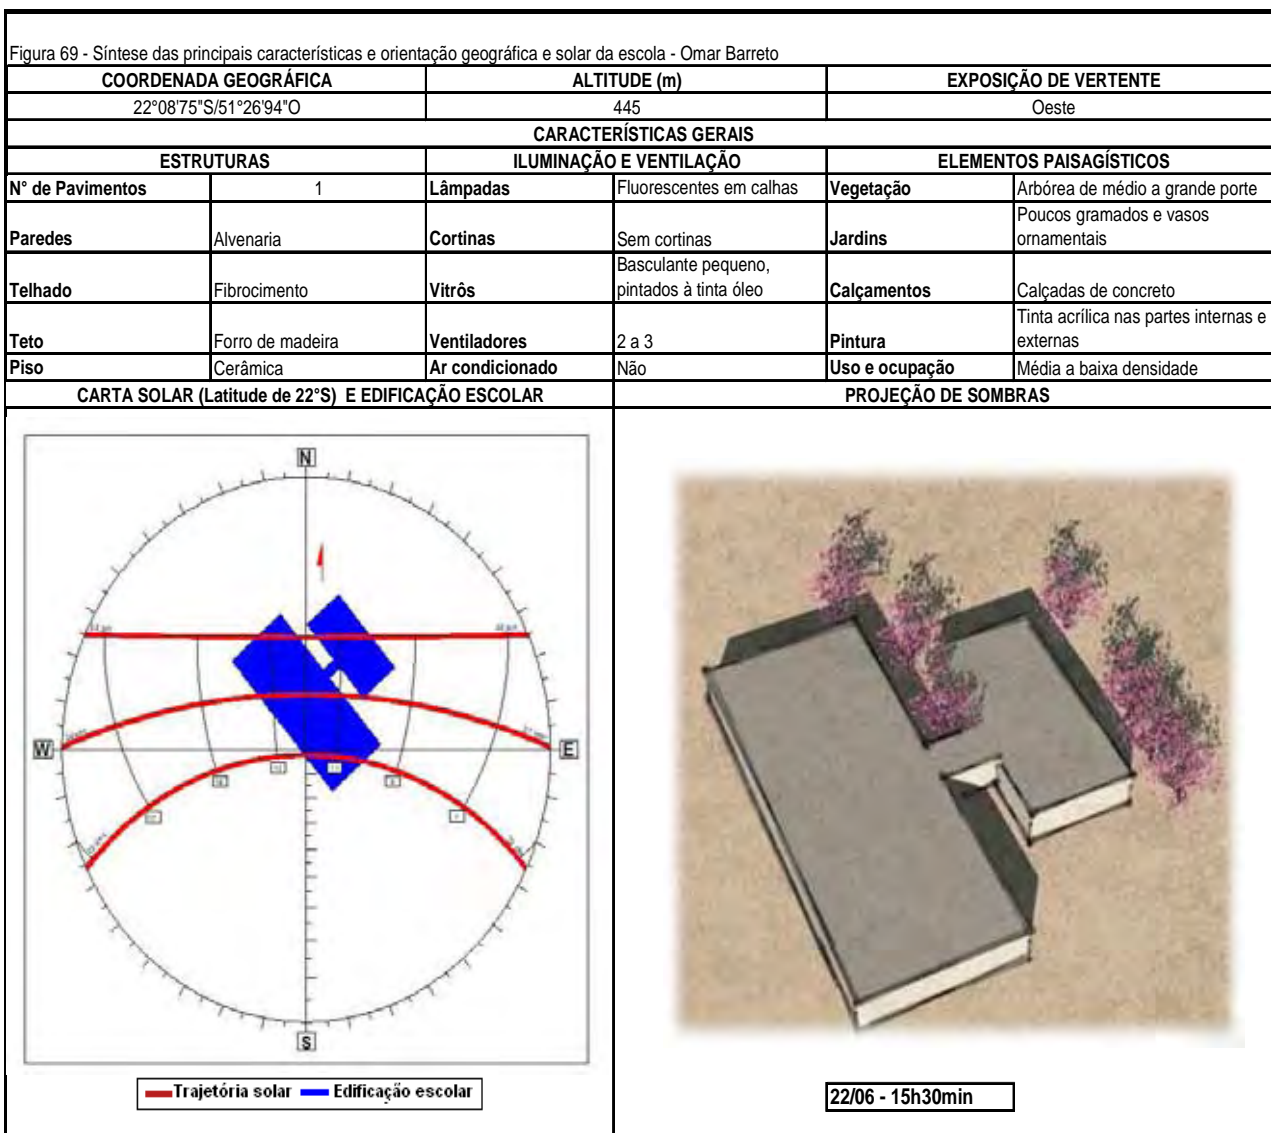 Figura 69 - Síntese das principais características e orientação geográfica e solar da escola - Omar Barreto
COORDENADA GEOGRÁFICA ALTITUDE (m) EXPOSIÇÃO DE VERTENTE
22°08'75"S/51°26'94"O 445 Oeste
CARACTERÍSTICAS GERAIS
ESTRUTURAS ILUMINAÇÃO E VENTILAÇÃO ELEMENTOS PAISAGÍSTICOS
N° de Pavimentos 1 Lâmpadas Fluorescentes em calhas Vegetação Arbórea de médio a grande porte
Paredes Alvenaria Cortinas Sem cortinas Jardins Poucos gramados e vasos
ornamentais
Telhado Fibrocimento Vitrôs Basculante pequeno,
pintados à tinta óleo Calçamentos Calçadas de concreto
Teto Forro de madeira Ventiladores 2 a 3 Pintura Tinta acrílica nas partes internas e
externas
Piso Cerâmica Ar condicionado Não Uso e ocupação Média a baixa densidade
CARTA SOLAR (Latitude de 22°S) E EDIFICAÇÃO ESCOLAR PROJEÇÃO DE SOMBRAS
N
W
E
S
Trajetória solar Edificação escolar
22/06 - 15h30min